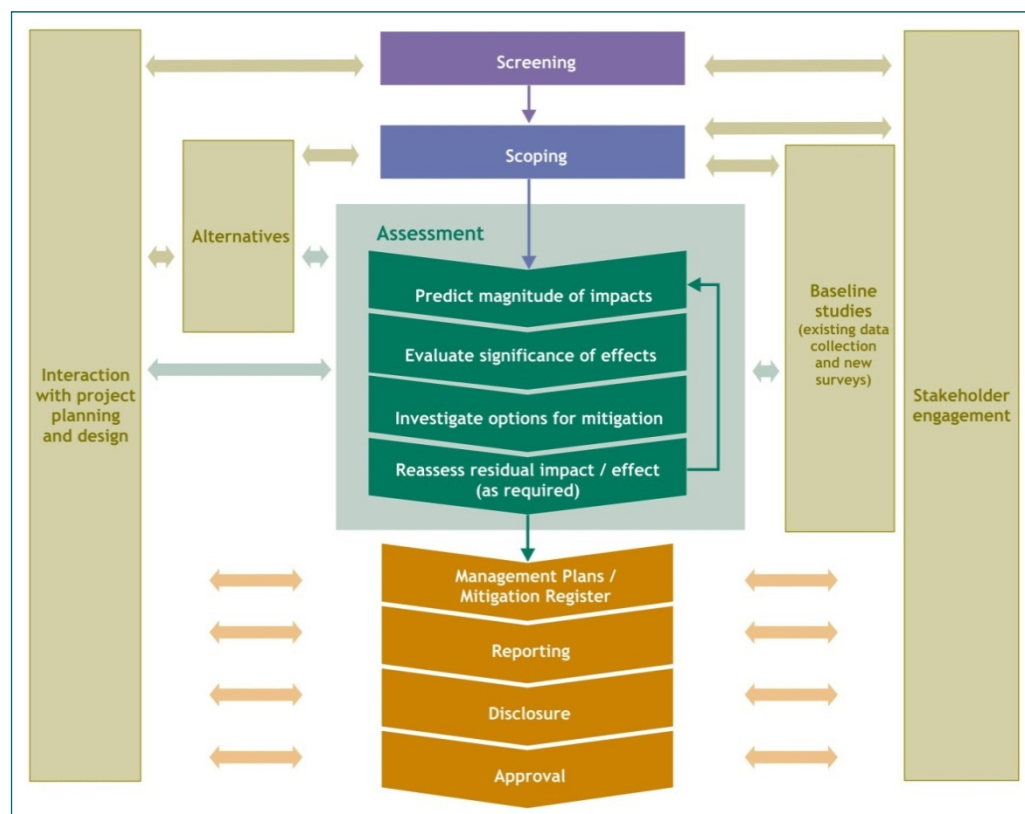 Screening
Scoping
Alternatives
Assessment
Predict magnitude of impacts
Evaluate significance of effects
Investigate options for mitigation
Reassess residual impact / effect
(as required)
Baseline
studies
(existing data
collection
and new
surveys)
Interaction
with project
planning
and design
Stakeholder
engagement
Management Plans /
Mitigation Register
Reporting
Disclosure
Approval